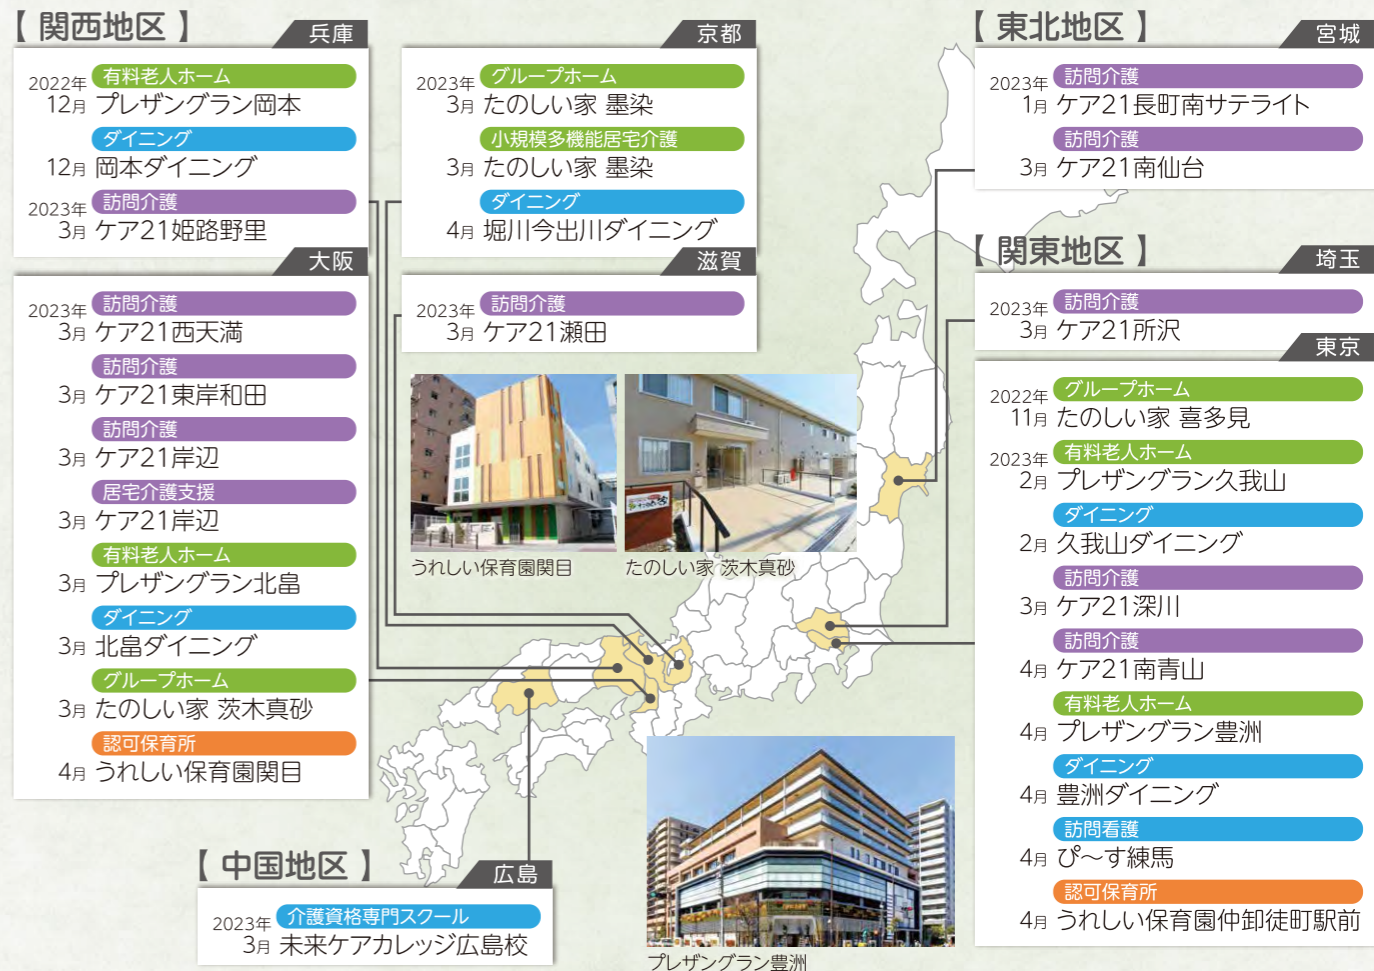 【 関西地区 】
兵庫
2022年 有料老人ホーム
12月 プレザングラン岡本
ダイニング
12月 岡本ダイニング
2023年 訪問介護
3月 ケア21姫路野里
大阪
2023年 訪問介護
3月 ケア21西天満
訪問介護
3月 ケア21東岸和田
訪問介護
3月 ケア21岸辺
居宅介護支援
3月 ケア21岸辺
有料老人ホーム
3月 プレザングラン北畠
ダイニング
3月 北畠ダイニング
グループホーム
3月 たのしい家 茨木真砂
認可保育所
4月 うれしい保育園関目
京都
2023年 グループホーム
3月 たのしい家 墨染
小規模多機能居宅介護
3月 たのしい家 墨染
ダイニング
4月 堀川今出川ダイニング
滋賀
2023年 訪問介護
3月 ケア21瀬田
うれしい保育園関目
たのしい家 茨木真砂
【 中国地区 】
広島
2023年 介護資格専門スクール
3月 未来ケアカレッジ広島校
プレザングラン豊洲
【 東北地区 】
宮城
2023年 訪問介護
1月 ケア21長町南サテライト
訪問介護
3月 ケア21南仙台
【 関東地区 】
埼玉
2023年 訪問介護
3月 ケア21所沢
東京
2022年 グループホーム
11月 たのしい家 喜多見
2023年 有料老人ホーム
2月 プレザングラン久我山
ダイニング
2月 久我山ダイニング
訪問介護
3月 ケア21深川
訪問介護
4月 ケア21南青山
有料老人ホーム
4月 プレザングラン豊洲
ダイニング
4月 豊洲ダイニング
訪問看護
4月 ぴ～す練馬
認可保育所
4月 うれしい保育園仲御徒町駅前